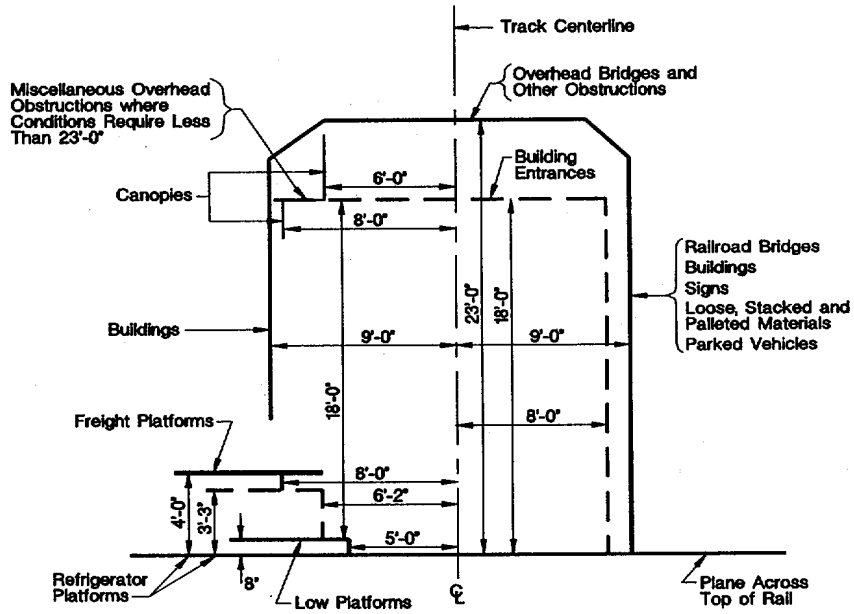 Track Centerline
Overhead Bridges and
Other Obstructions
Miscellaneous Overhead
Obstructions where
Conditions Require Less
Than 23'-0"
Building
Entrances
6'-0"
Canopies
8'-0"
Railroad Bridges
Buildings
Signs
Loose, Stacked and
Palleted Materials
Parked Vehicles
23'-0"
18'-0"
Buildings
9'-0"
9'-0"
18'-0"
8'-0"
Freight Platforms
8'-0"
6'-2"
4'-0"
3'-3"
5'-0"
Refrigerator
Platforms
8"
Low Platforms
℄
Plane Across
Top of Rail